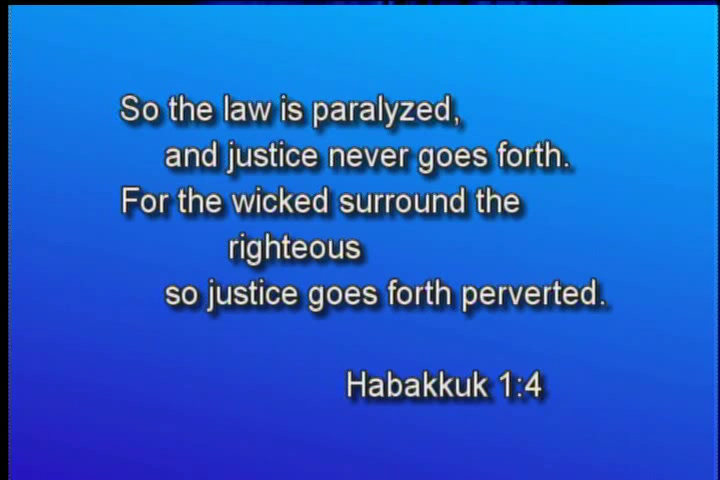 So the law is paralyzed,
and justice never goes forth.
For the wicked surround the
righteous
so justice goes forth perverted.
Habakkuk 1:4